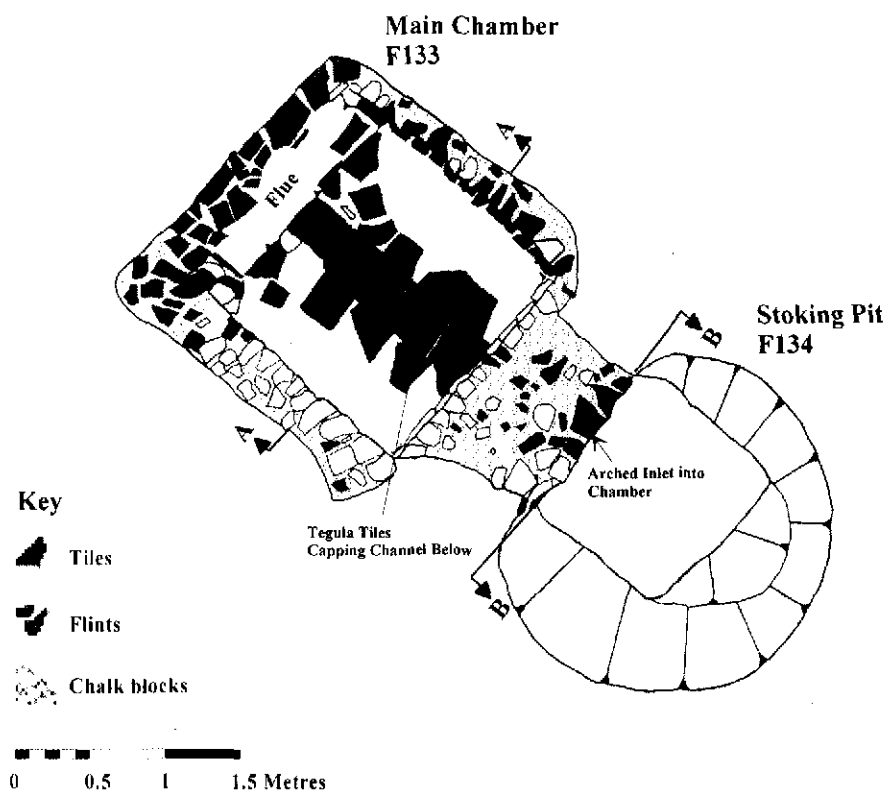 Main Chamber
F133
A
Flue
B
Stoking Pit
F134
A
Arched Inlet into
Chamber
Key
Tegula Tiles
Capping Channel Below
Tiles
B
Flints
Chalk blocks
0 0.5 1 1.5 Metres